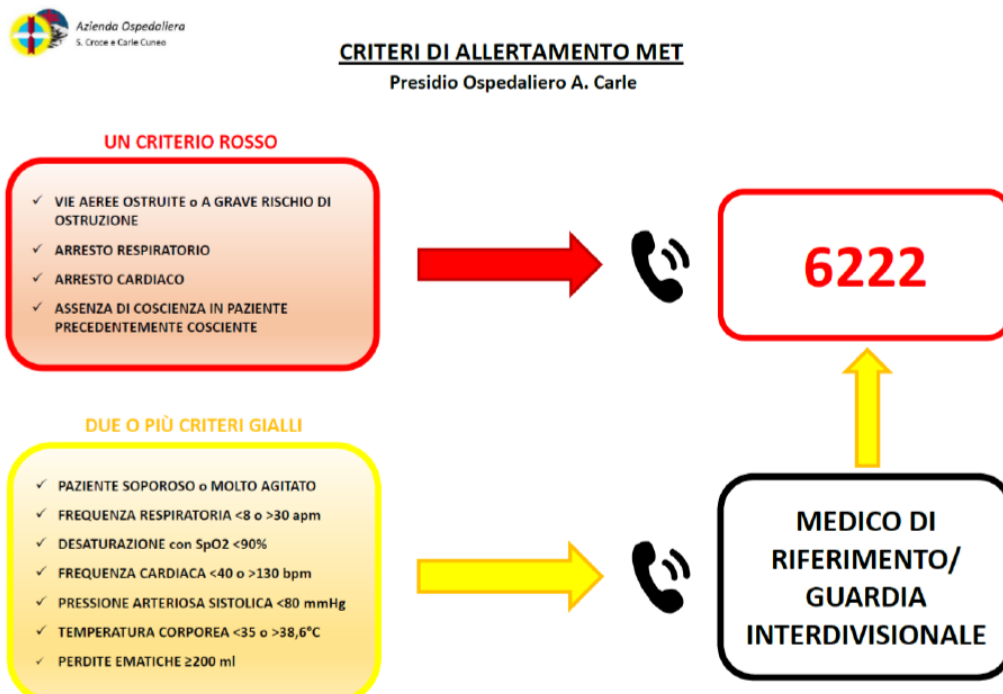 Azienda Ospedaliera
S. Croce e Carle Cuneo
CRITERI DI ALLERTAMENTO MET
Presidio Ospedaliero A. Carle
UN CRITERIO ROSSO
✓ VIE AEREE OSTRUITE o A GRAVE RISCHIO DI
OSTRUZIONE
✓ ARRESTO RESPIRATORIO
✓ ARRESTO CARDIACO
✓ ASSENZA DI COSCIENZA IN PAZIENTE
PRECEDENTEMENTE COSCIENTE
6222
DUE O PIÙ CRITERI GIALLI
✓ PAZIENTE SOPOROSO o MOLTO AGITATO
✓ FREQUENZA RESPIRATORIA <8 o >30 apm
✓ DESATURAZIONE con SpO2 <90%
✓ FREQUENZA CARDIACA <40 o >130 bpm
✓ PRESSIONE ARTERIOSA SISTOLICA <80 mmHg
✓ TEMPERATURA CORPOREA <35 o >38,6°C
✓ PERDITE EMATICHE ≥200 ml
MEDICO DI
RIFERIMENTO/
GUARDIA
INTERDIVISIONALE